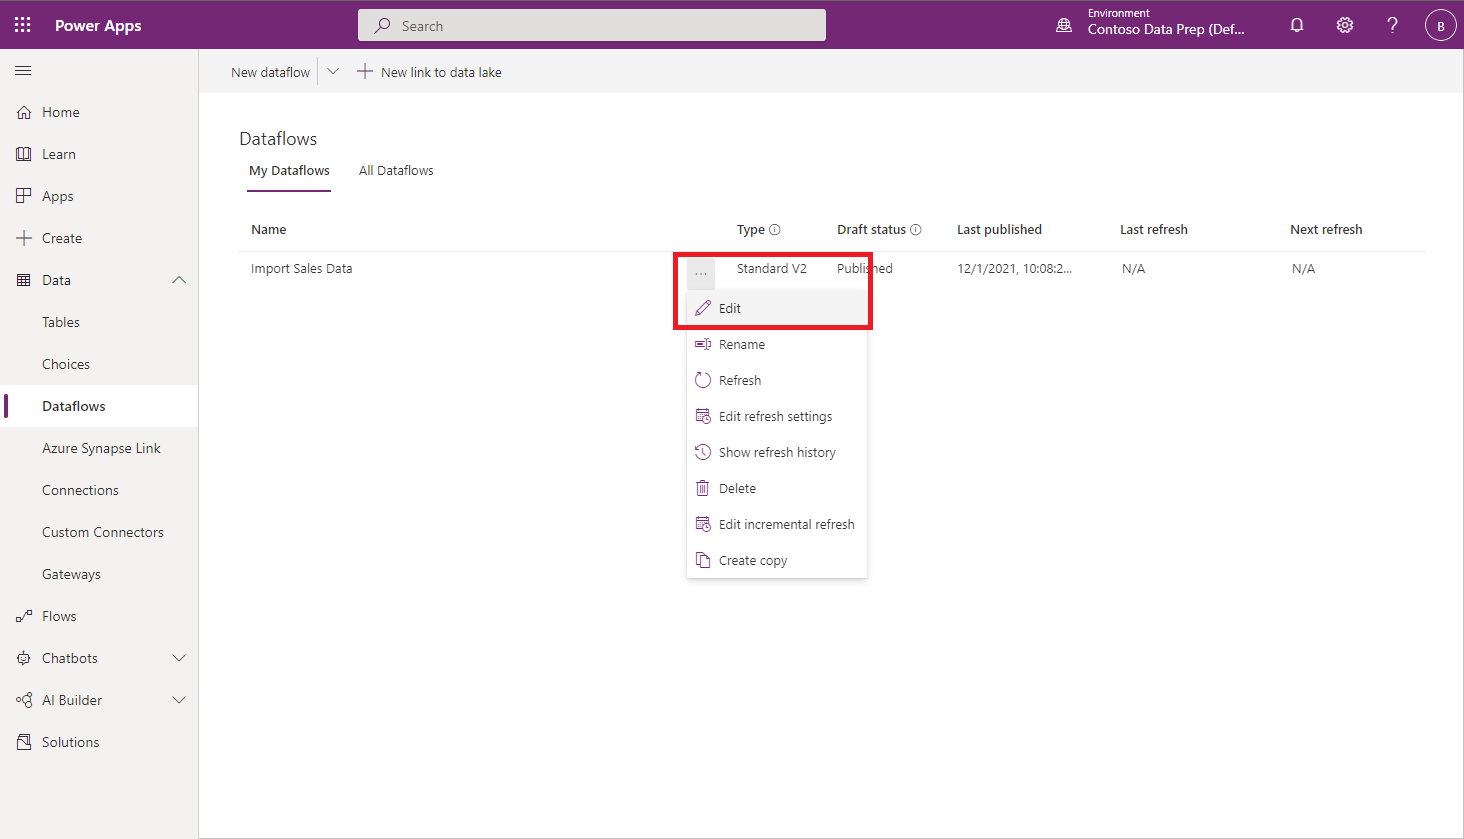 Power Apps
Search
Environment
Contoso Data Prep (Def...
B
New dataflow
New link to data lake
Home
Learn
Apps
Create
Data
Tables
Choices
Dataflows
Azure Synapse Link
Connections
Custom Connectors
Gateways
Flows
Chatbots
AI Builder
Solutions
Dataflows
My Dataflows All Dataflows
Name Type Draft status Last published Last refresh Next refresh
Import Sales Data ... Standard V2 Published 12/1/2021, 10:08:2... N/A N/A
Edit
Rename
Refresh
Edit refresh settings
Show refresh history
Delete
Edit incremental refresh
Create copy